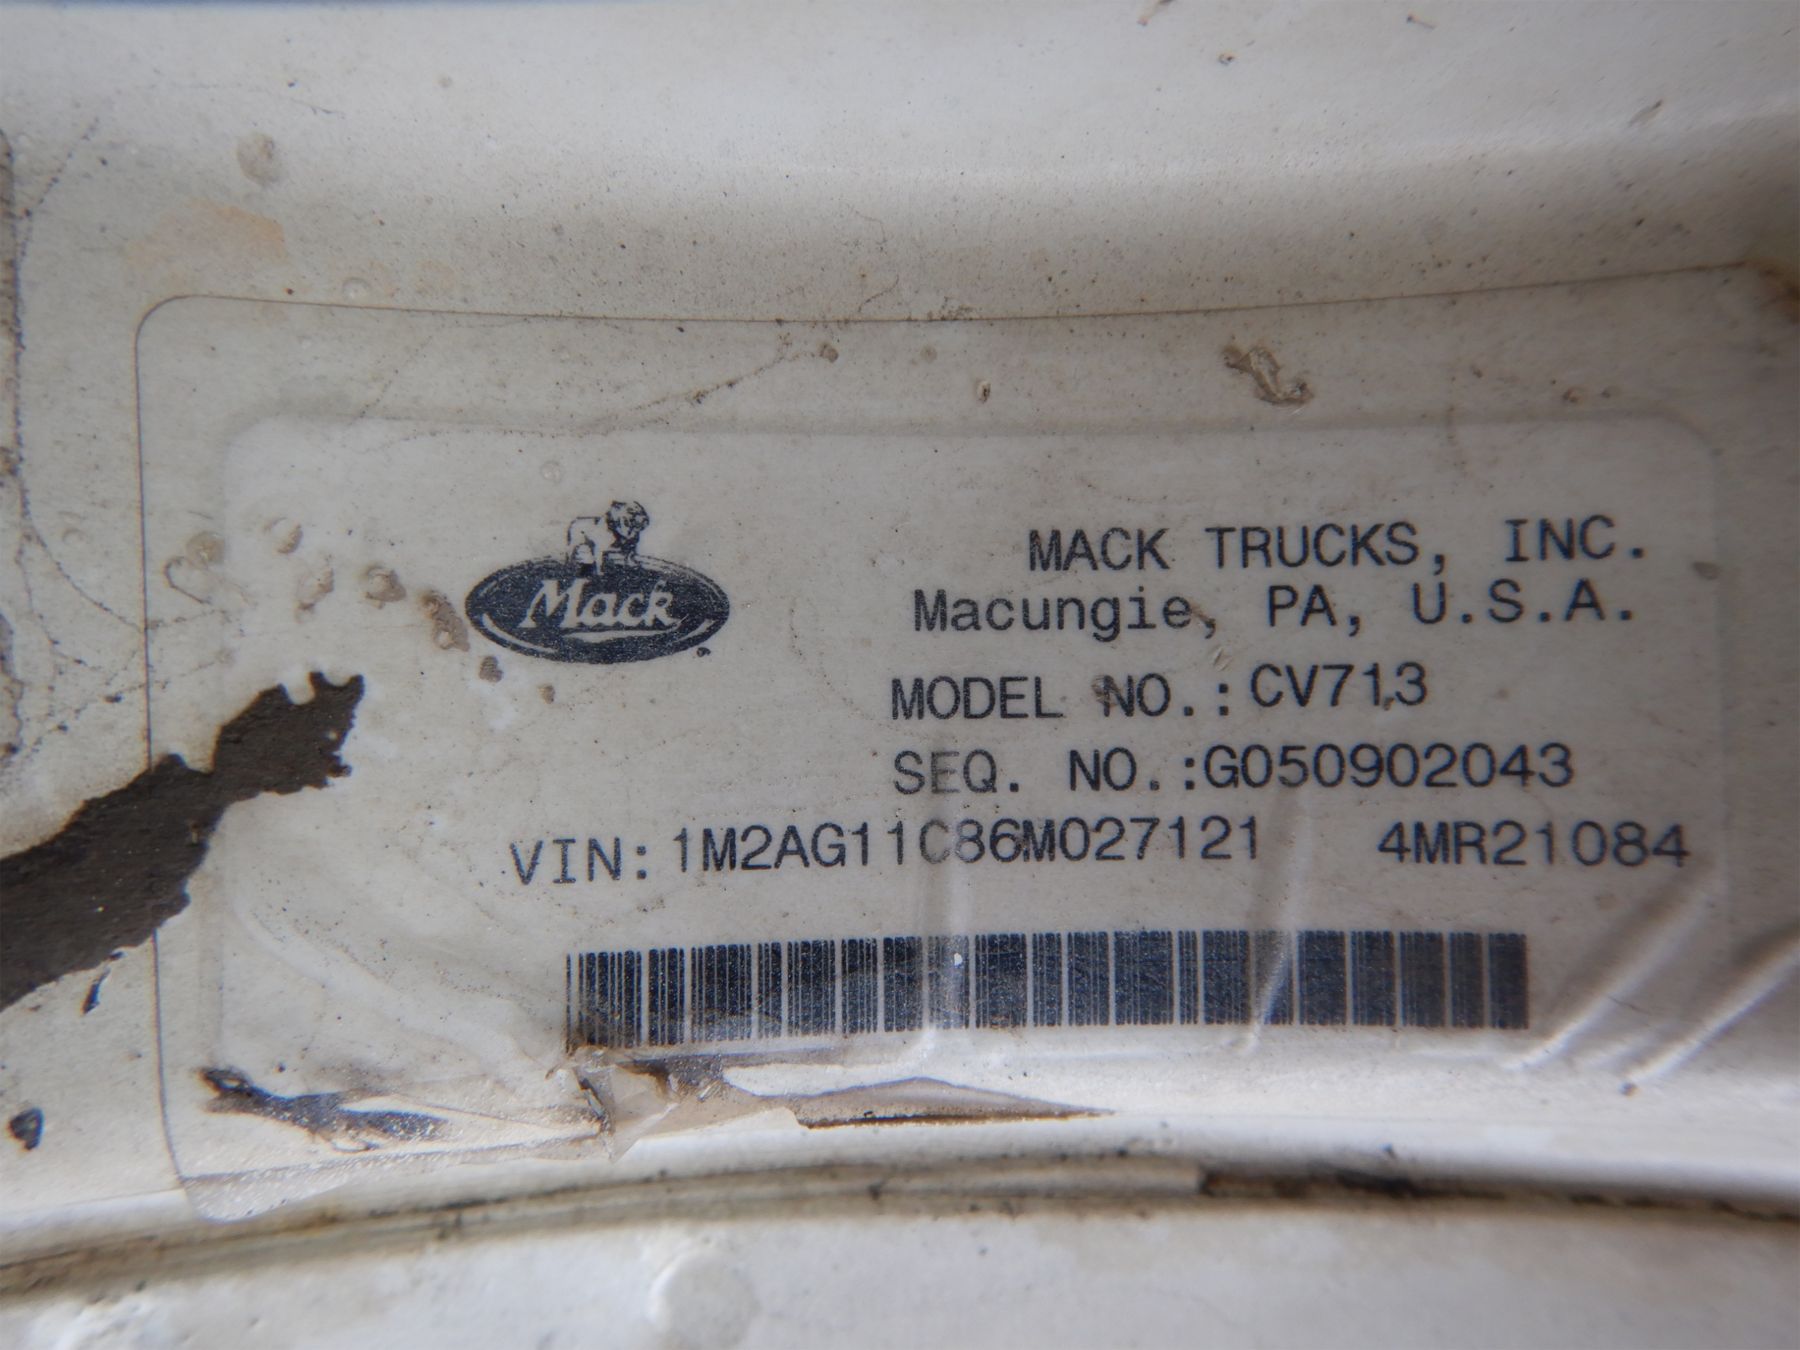 Mack
MACK TRUCKS, INC.
Macungie, PA, U.S.A.
MODEL NO.: CV713
SEQ. NO.:G050902043
VIN: 1M2AG11C86M027121 4MR21084